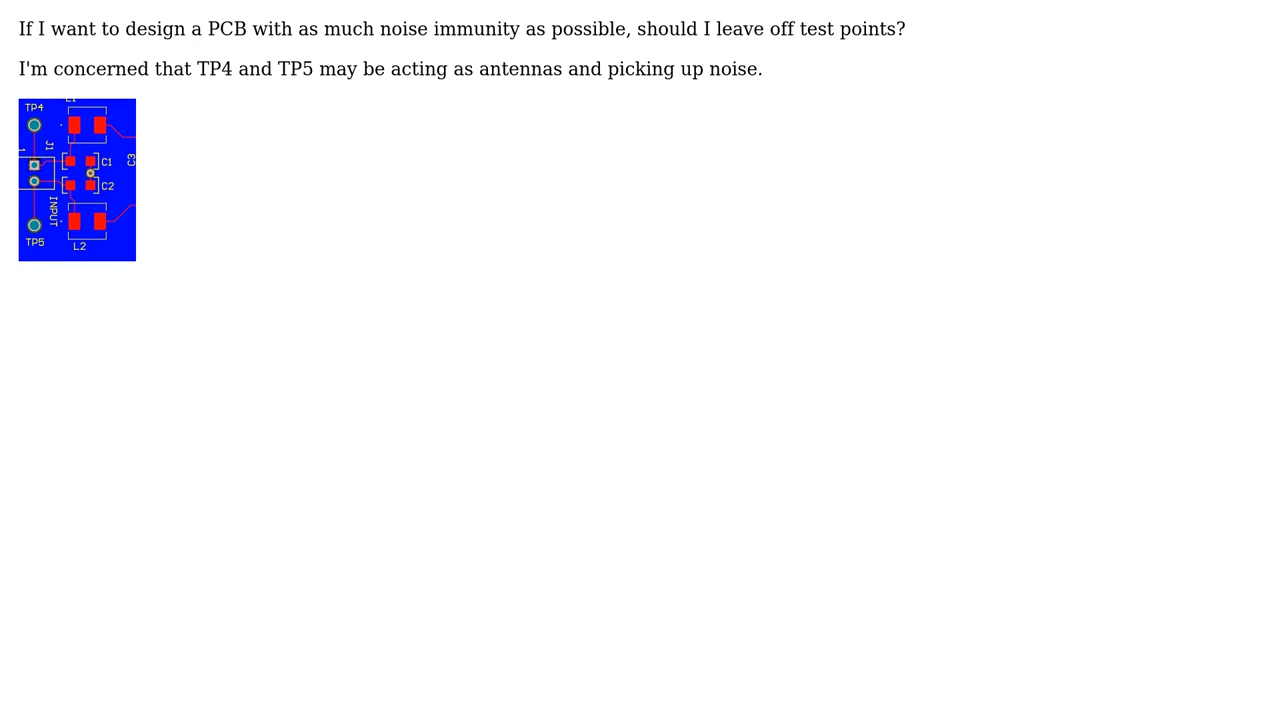 If I want to design a PCB with as much noise immunity as possible, should I leave off test points?
I'm concerned that TP4 and TP5 may be acting as antennas and picking up noise.
TP4
J1
1
C1
C3
C2
INPUT
TP5
L2